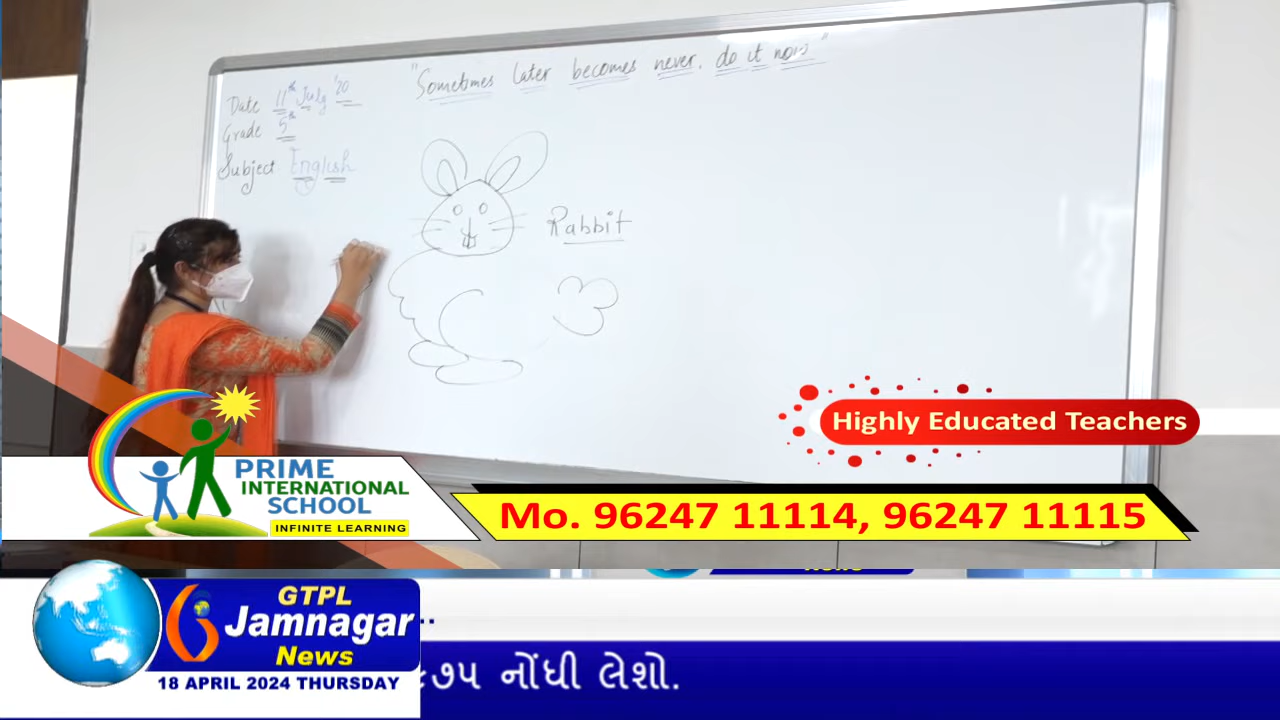 "Sometimes later becomes never. do it now"
Date 11th July '20
Grade 5th
Subject English
Rabbit
Highly Educated Teachers
PRIME
INTERNATIONAL
SCHOOL
INFINITE LEARNING
Mo. 96247 11114, 96247 11115
GTPL
Jamnagar
News
18 APRIL 2024 THURSDAY
૭૫ નોંધી લેશો.